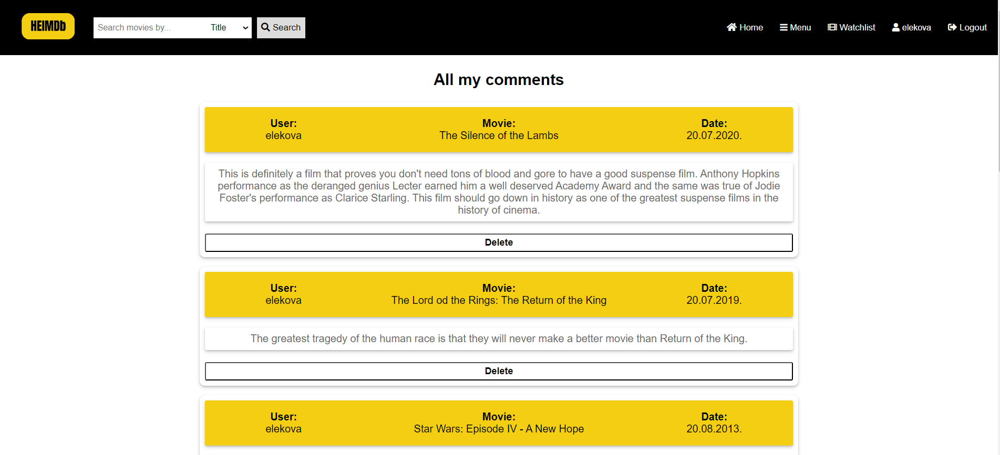 HEIMDb
Search movies by... Title Search Home Menu Watchlist elekova Logout
All my comments
User: Movie: Date:
elekova The Silence of the Lambs 20.07.2020.
This is definitely a film that proves you don't need tons of blood and gore to have a good suspense film. Anthony Hopkins
performance as the deranged genius Lecter earned him a well deserved Academy Award and the same was true of Jodie
Foster's performance as Clarice Starling. This film should go down in history as one of the greatest suspense films in the
history of cinema.
Delete
User: Movie: Date:
elekova The Lord od the Rings: The Return of the King 20.07.2019.
The greatest tragedy of the human race is that they will never make a better movie than Return of the King.
Delete
User: Movie: Date:
elekova Star Wars: Episode IV - A New Hope 20.08.2013.